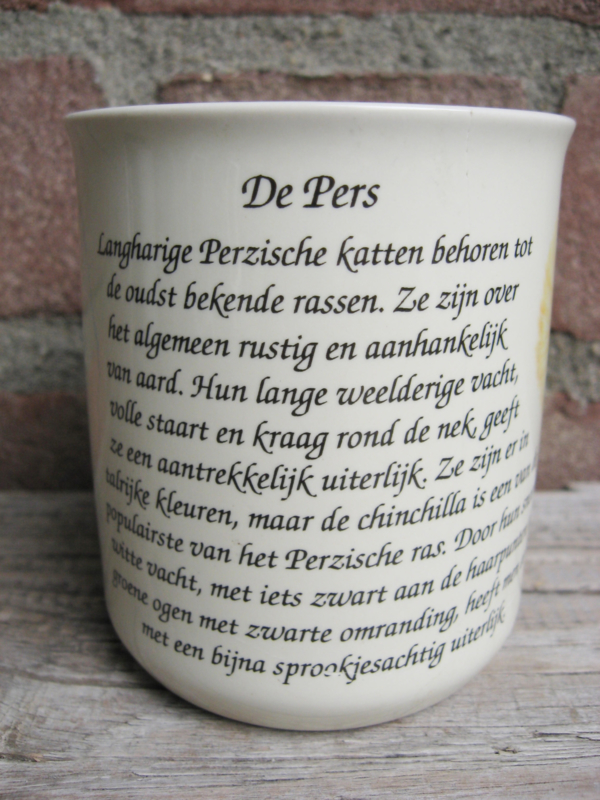 De Pers
Langharige Perzische katten behoren tot
de oudst bekende rassen. Ze zijn over
het algemeen rustig en aanhankelijk
van aard. Hun lange weelderige vacht,
volle staart en kraag rond de nek, geeft
ze een aantrekkelijk uiterlijk. Ze zijn er in
talrijke kleuren, maar de chinchilla is een van
populairste van het Perzische ras. Door hun
witte vacht, met iets zwart aan de
groene ogen met zwarte omranding, heeft
met een bijna sprookjesachtig uiterlijk.